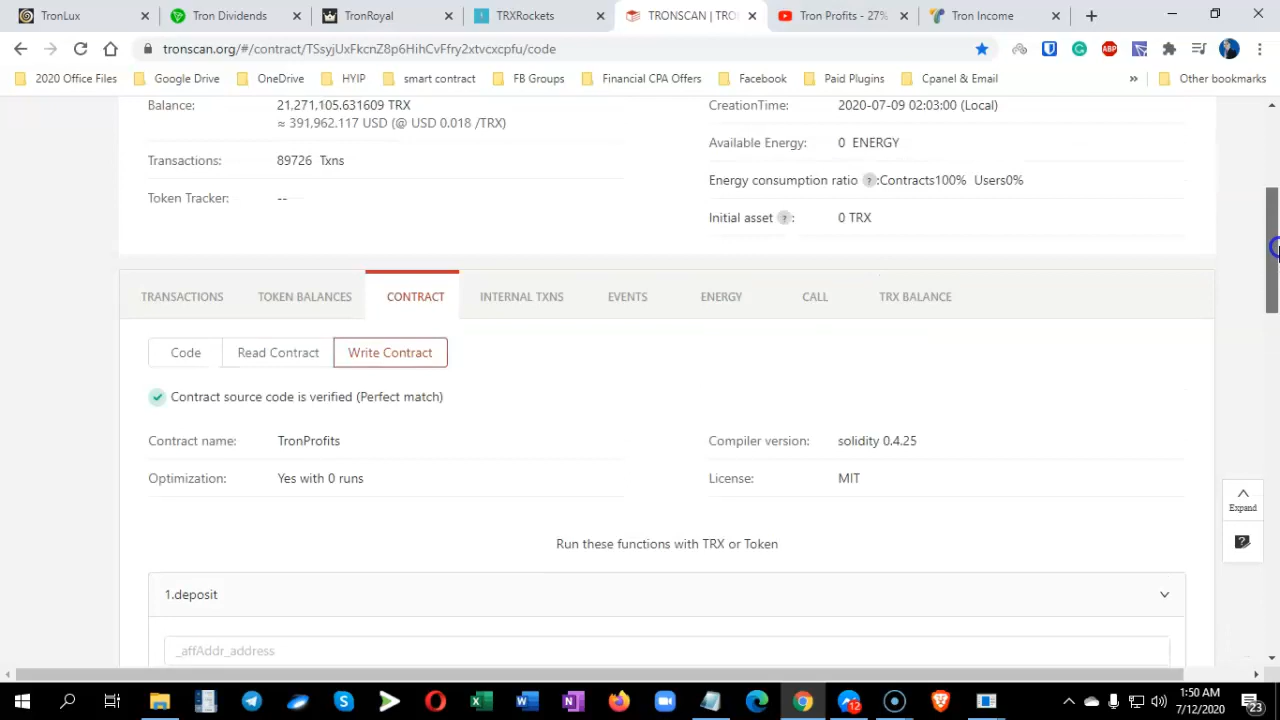 TronLux
Tron Dividends
TronRoyal
TRXRockets
TRONSCAN | TRO
Tron Profits - 27%
Tron Income
tronscan.org/#/contract/TSsyjUxFkcnZ8p6HihCvFfry2xtvcxcpfu/code
ABP
2020 Office Files
Google Drive
OneDrive
HYIP
smart contract
FB Groups
Financial CPA Offers
Facebook
Paid Plugins
Cpanel & Email
»
Other bookmarks
Balance: 21,271,105.631609 TRX
≈ 391,962.117 USD (@ USD 0.018 /TRX)
Transactions: 89726 Txns
Token Tracker: --
CreationTime: 2020-07-09 02:03:00 (Local)
Available Energy: 0 ENERGY
Energy consumption ratio ? :Contracts100% Users0%
Initial asset ? : 0 TRX
TRANSACTIONS TOKEN BALANCES CONTRACT INTERNAL TXNS EVENTS ENERGY CALL TRX BALANCE
Code Read Contract Write Contract
Contract source code is verified (Perfect match)
Contract name: TronProfits
Compiler version: solidity 0.4.25
Optimization: Yes with 0 runs
License: MIT
Expand
Run these functions with TRX or Token
1.deposit
_affAddr_address
12
1:50 AM
7/12/2020
23